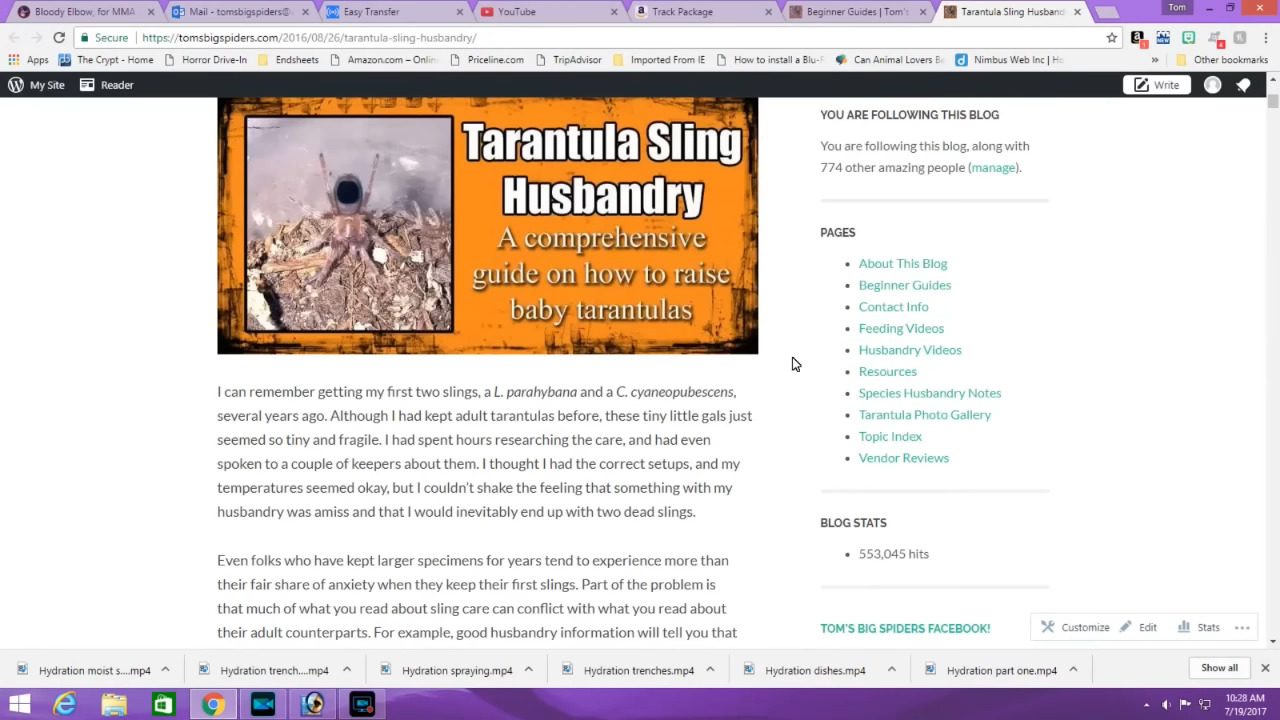 Bloody Elbow, for MMA
Mail - tomsbigspiders@
Easy Transfer
YouTube
Track Package
Beginner Guides | Tom's
Tarantula Sling Husband
Tom
Secure
https://tomsbigspiders.com/2016/08/26/tarantula-sling-husbandry/
Apps
The Crypt - Home
Horror Drive-In
Endsheets
Amazon.com – Onlin
Priceline.com
TripAdvisor
Imported From IE
How to install a Blu-
Can Animal Lovers Be
Nimbus Web Inc | Ho
»
Other bookmarks
My Site
Reader
Write
Tarantula Sling
Husbandry
A comprehensive
guide on how to raise
baby tarantulas
I can remember getting my first two slings, a L. parahybana and a C. cyaneopubescens,
several years ago. Although I had kept adult tarantulas before, these tiny little gals just
seemed so tiny and fragile. I had spent hours researching the care, and had even
spoken to a couple of keepers about them. I thought I had the correct setups, and my
temperatures seemed okay, but I couldn't shake the feeling that something with my
husbandry was amiss and that I would inevitably end up with two dead slings.
Even folks who have kept larger specimens for years tend to experience more than
their fair share of anxiety when they keep their first slings. Part of the problem is
that much of what you read about sling care can conflict with what you read about
their adult counterparts. For example, good husbandry information will tell you that
YOU ARE FOLLOWING THIS BLOG
You are following this blog, along with
774 other amazing people (manage).
PAGES
About This Blog
Beginner Guides
Contact Info
Feeding Videos
Husbandry Videos
Resources
Species Husbandry Notes
Tarantula Photo Gallery
Topic Index
Vendor Reviews
BLOG STATS
553,045 hits
TOM'S BIG SPIDERS FACEBOOK!
Customize
Edit
Stats
Hydration moist s....mp4
Hydration trench....mp4
Hydration spraying.mp4
Hydration trenches.mp4
Hydration dishes.mp4
Hydration part one.mp4
Show all
10:28 AM
7/19/2017